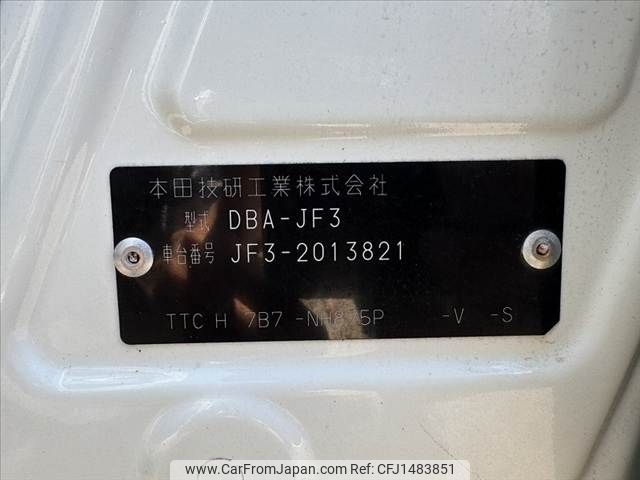 本田技研工業株式会社
型式 DBA-JF3
車台番号 JF3-2013821
TTC H 7B7 -NH875P -V -S
www.CarFromJapan.com CFJ1483851